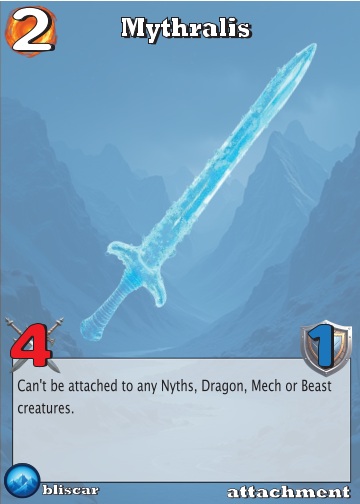 2
Mythralis
4
1
Can't be attached to any Nyths, Dragon, Mech or Beast
creatures.
bliscar
attachment